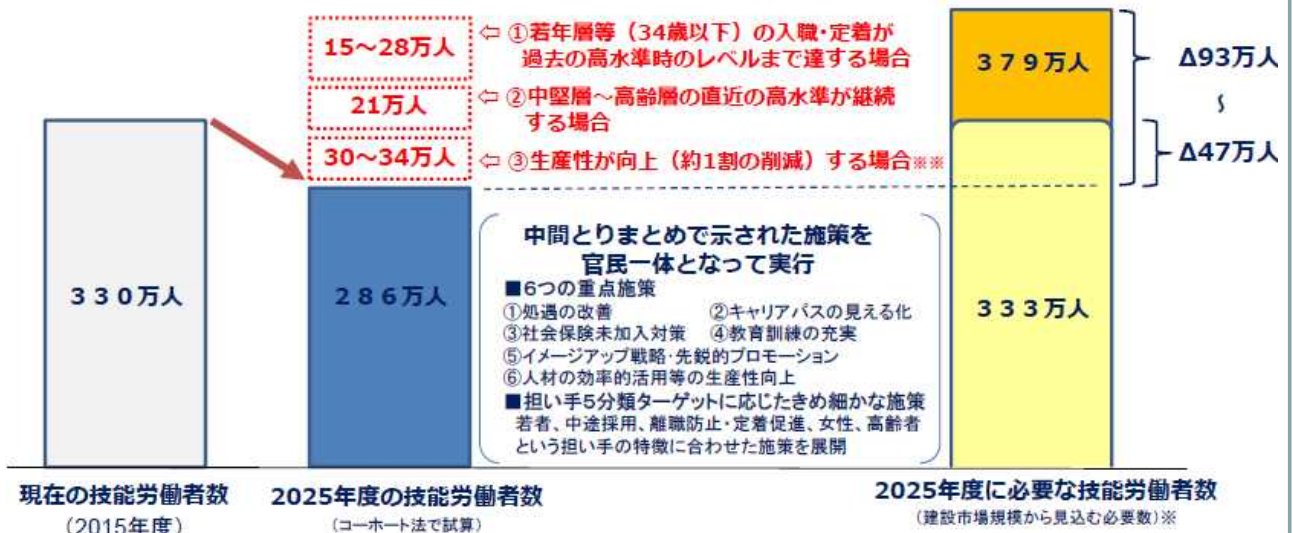 15～28万人
⇦ ①若年層等（34歳以下）の入職･定着が
過去の高水準時のレベルまで達する場合
21万人
⇦ ②中堅層～高齢層の直近の高水準が継続
する場合
30～34万人
⇦ ③生産性が向上（約1割の削減）する場合※※
379万人
Δ93万人
～
Δ47万人
330万人
286万人
333万人
中間とりまとめで示された施策を
官民一体となって実行
■6つの重点施策
①処遇の改善 ②キャリアパスの見える化
③社会保険未加入対策 ④教育訓練の充実
⑤イメージアップ戦略･先鋭的プロモーション
⑥人材の効率的活用等の生産性向上
■担い手5分類ターゲットに応じたきめ細かな施策
若者、中途採用、離職防止･定着促進、女性、高齢者
という担い手の特徴に合わせた施策を展開
現在の技能労働者数
（2015年度）
2025年度の技能労働者数
（コーホート法で試算）
2025年度に必要な技能労働者数
（建設市場規模から見込む必要数）※